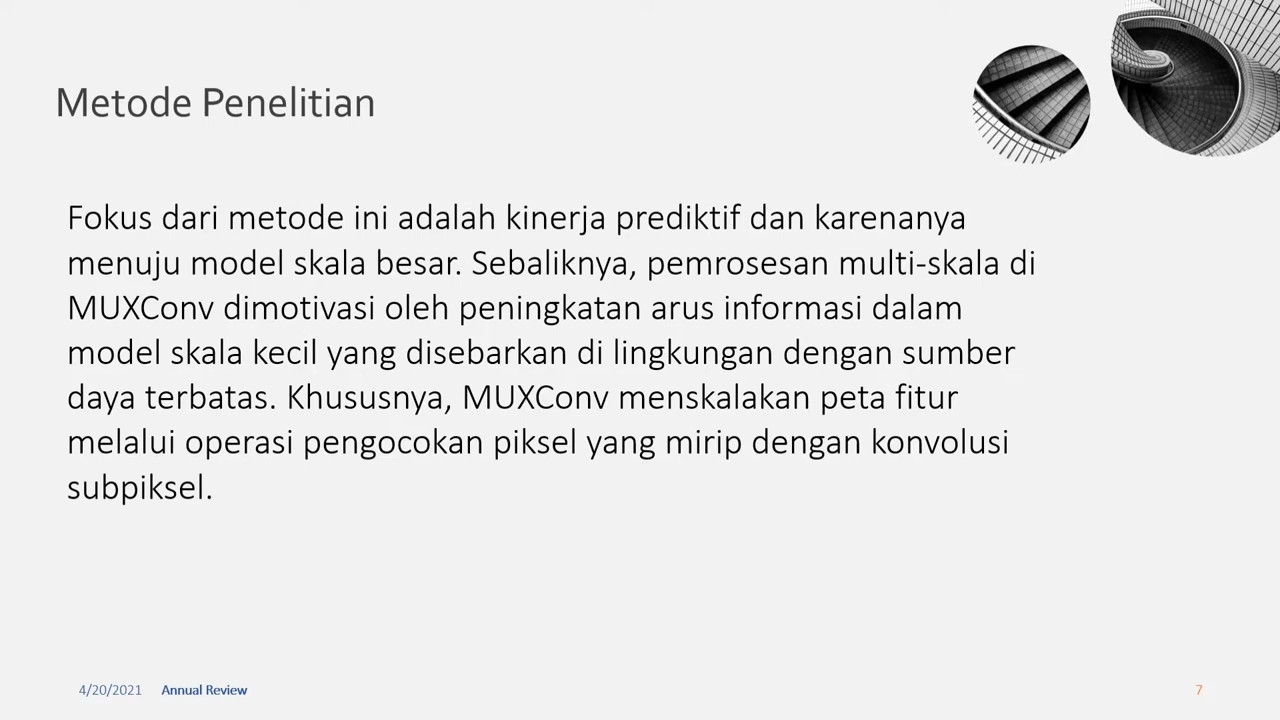 Metode Penelitian
Fokus dari metode ini adalah kinerja prediktif dan karenanya
menuju model skala besar. Sebaliknya, pemrosesan multi-skala di
MUXConv dimotivasi oleh peningkatan arus informasi dalam
model skala kecil yang disebarkan di lingkungan dengan sumber
daya terbatas. Khususnya, MUXConv menskalakan peta fitur
melalui operasi pengocokan piksel yang mirip dengan konvolusi
subpiksel.
4/20/2021 Annual Review 7